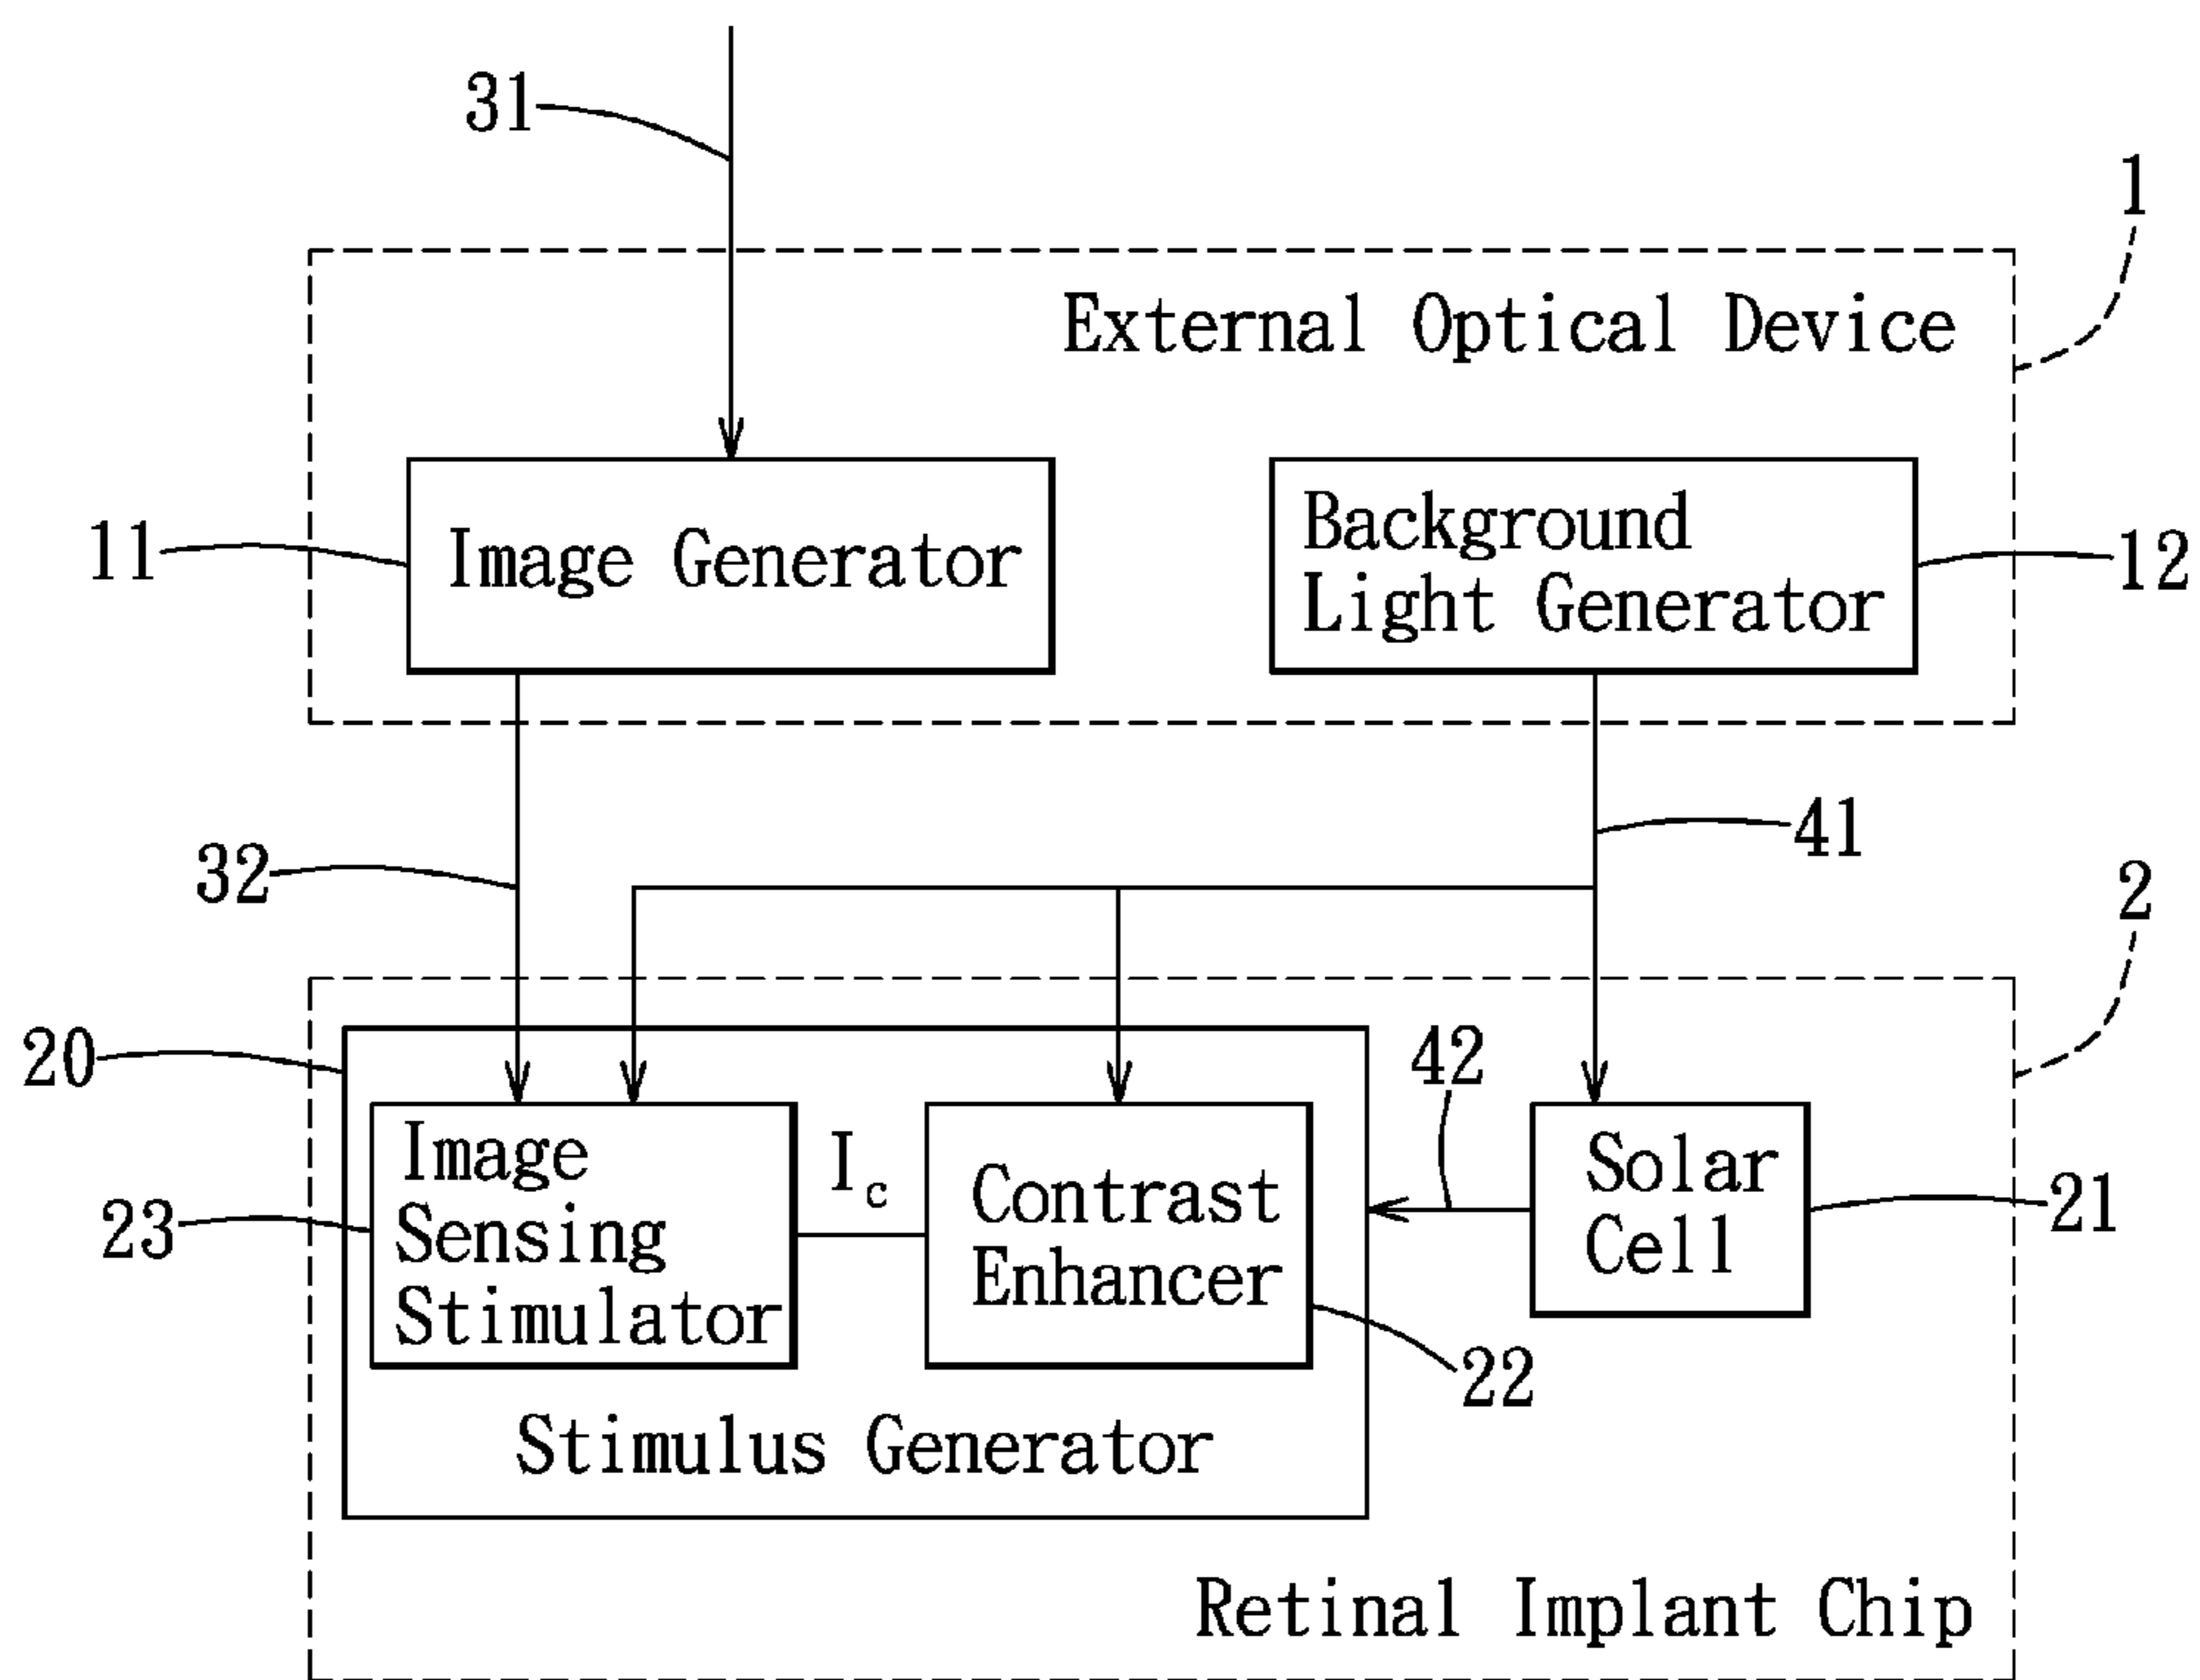 31
1
External Optical Device
11
Image Generator
Background
Light Generator
12
32
41
2
20
42
Image
Sensing
Stimulator
23
Ic
Contrast
Enhancer
22
Solar
Cell
21
Stimulus Generator
Retinal Implant Chip